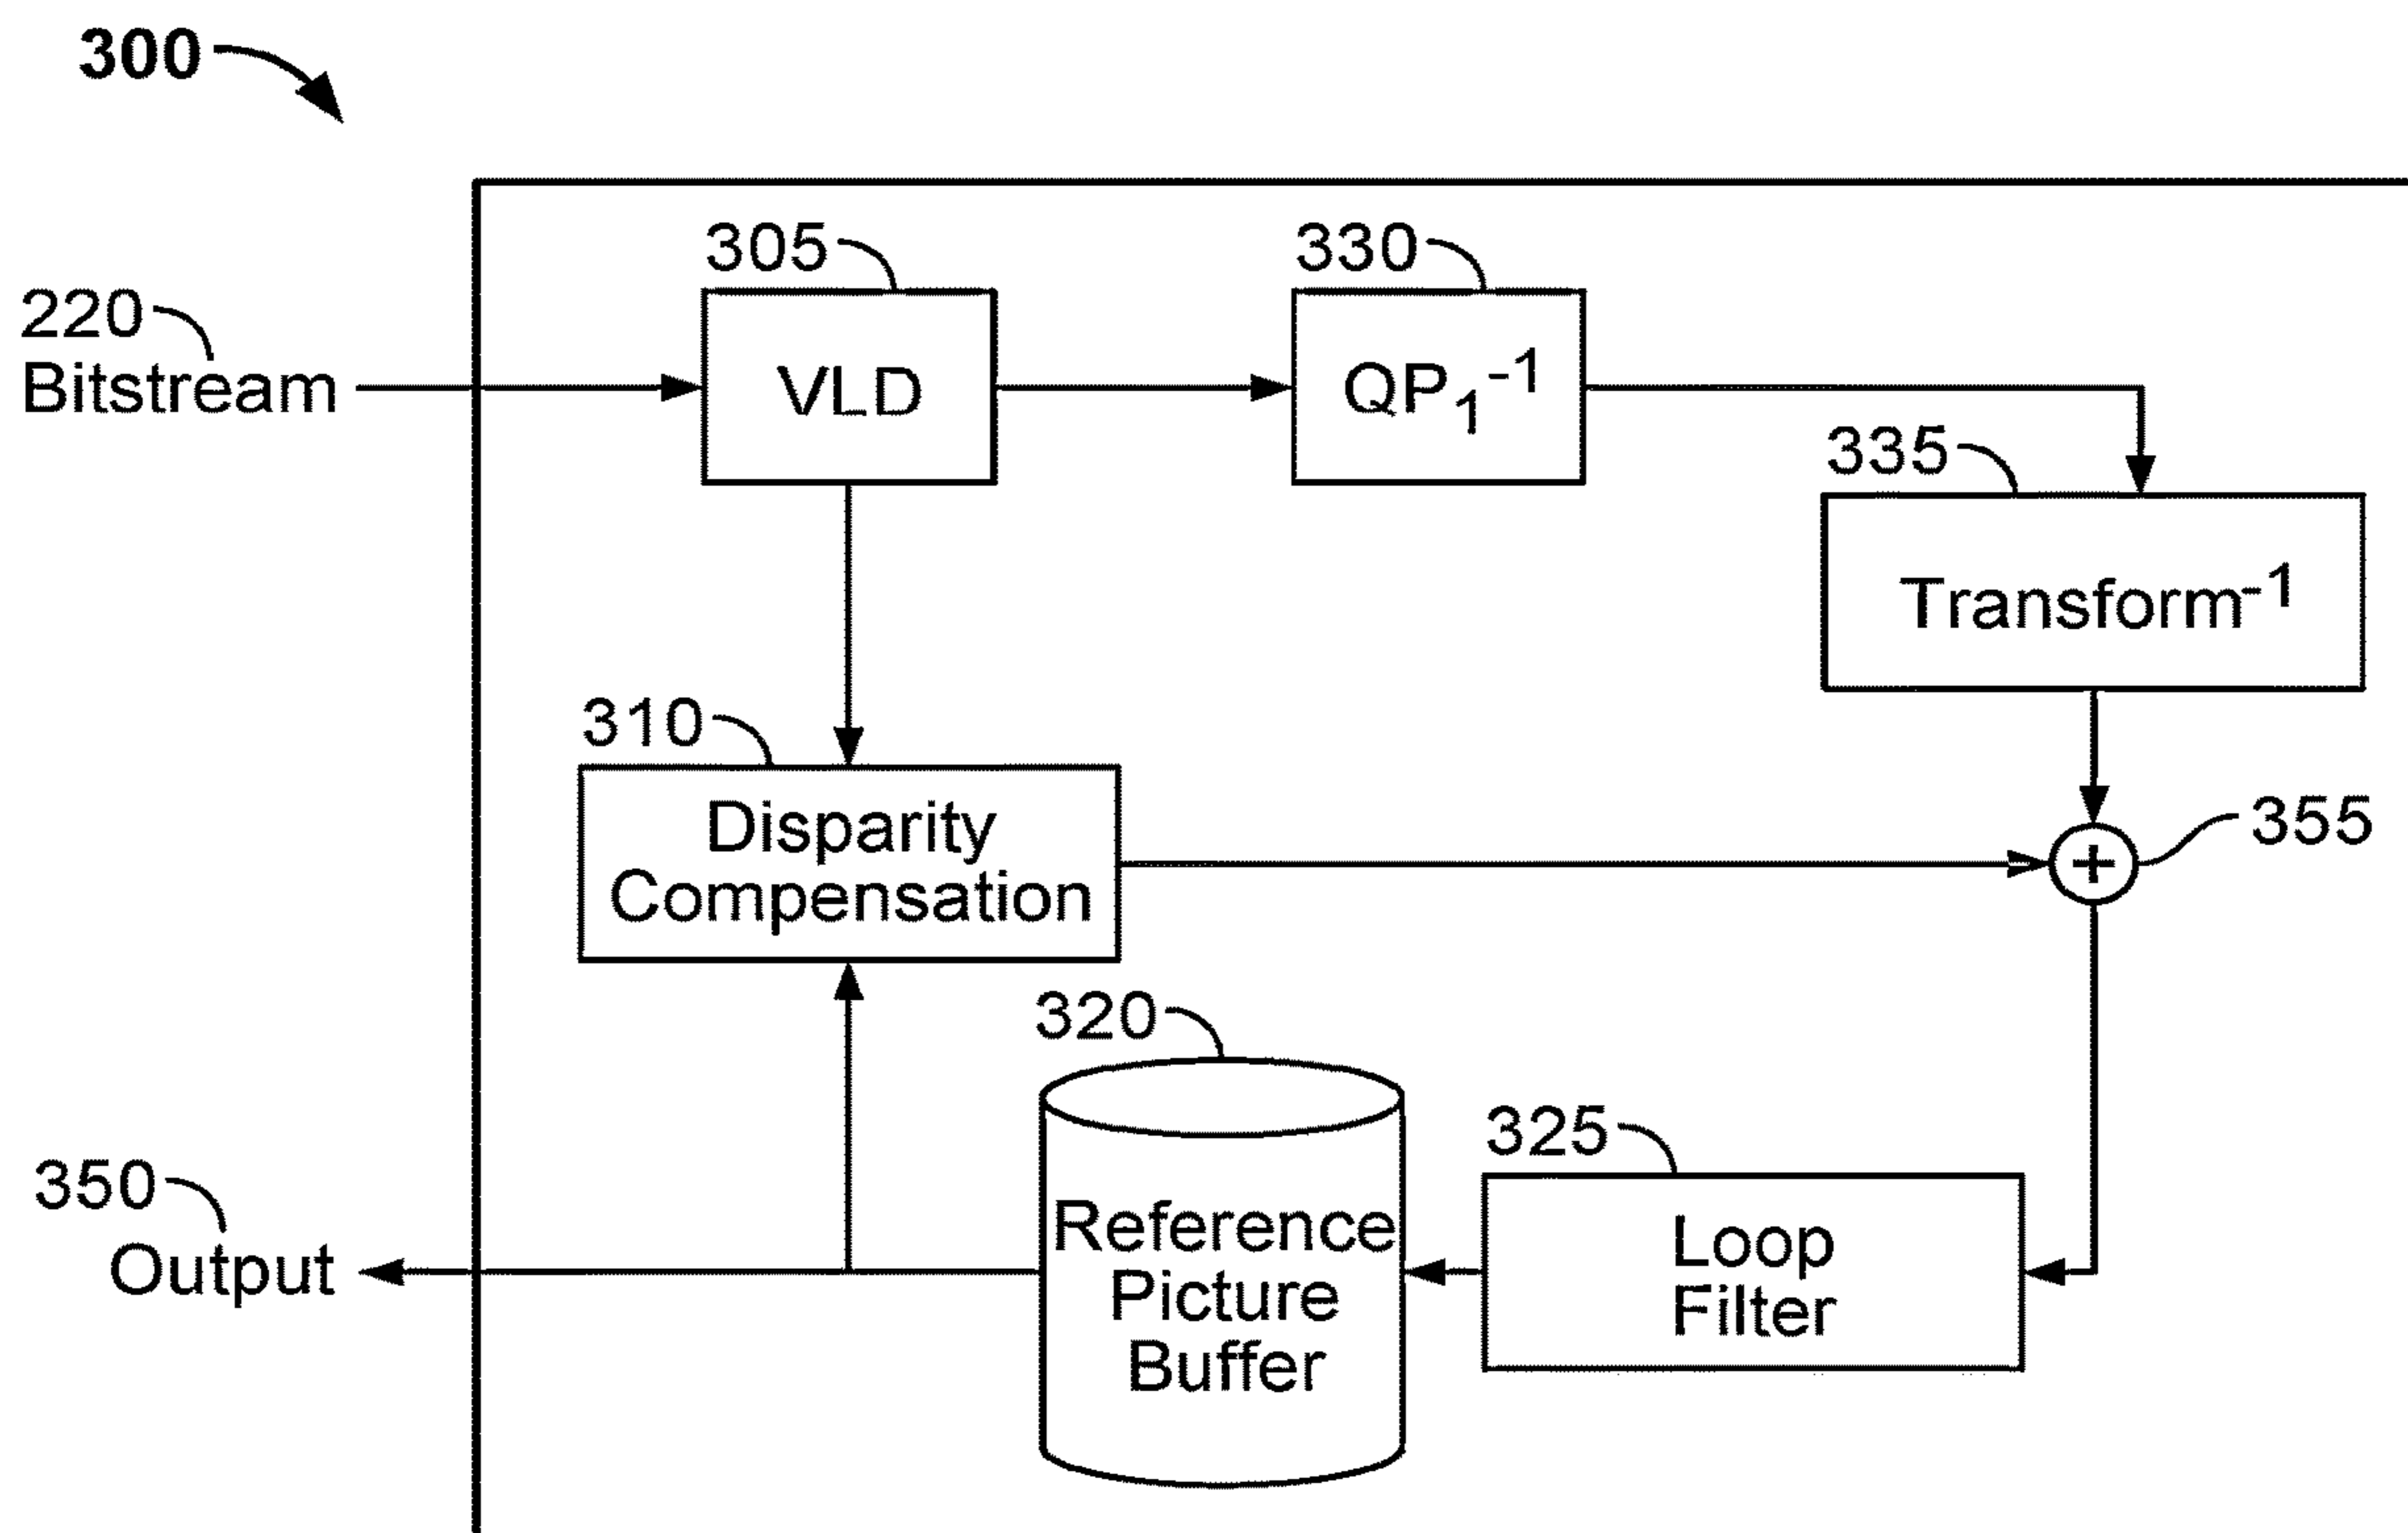 300
305
330
220
Bitstream
VLD
QP₁⁻¹
335
Transform⁻¹
310
Disparity
Compensation
355
320
325
350
Output
Reference
Picture
Buffer
Loop
Filter